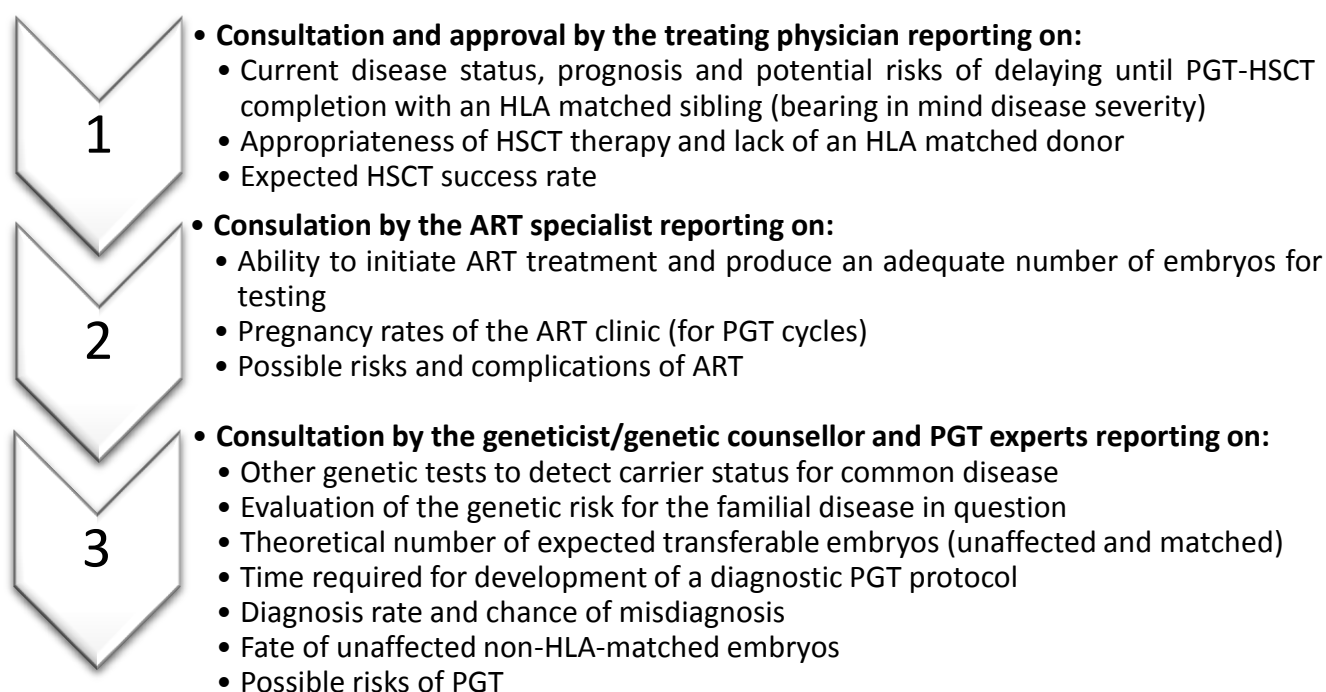 • Consultation and approval by the treating physician reporting on:
• Current disease status, prognosis and potential risks of delaying until PGT-HSCT
completion with an HLA matched sibling (bearing in mind disease severity)
1
• Appropriateness of HSCT therapy and lack of an HLA matched donor
• Expected HSCT success rate
• Consulation by the ART specialist reporting on:
• Ability to initiate ART treatment and produce an adequate number of embryos for
testing
2
• Pregnancy rates of the ART clinic (for PGT cycles)
• Possible risks and complications of ART
• Consultation by the geneticist/genetic counsellor and PGT experts reporting on:
• Other genetic tests to detect carrier status for common disease
• Evaluation of the genetic risk for the familial disease in question
3
• Theoretical number of expected transferable embryos (unaffected and matched)
• Time required for development of a diagnostic PGT protocol
• Diagnosis rate and chance of misdiagnosis
• Fate of unaffected non-HLA-matched embryos
• Possible risks of PGT